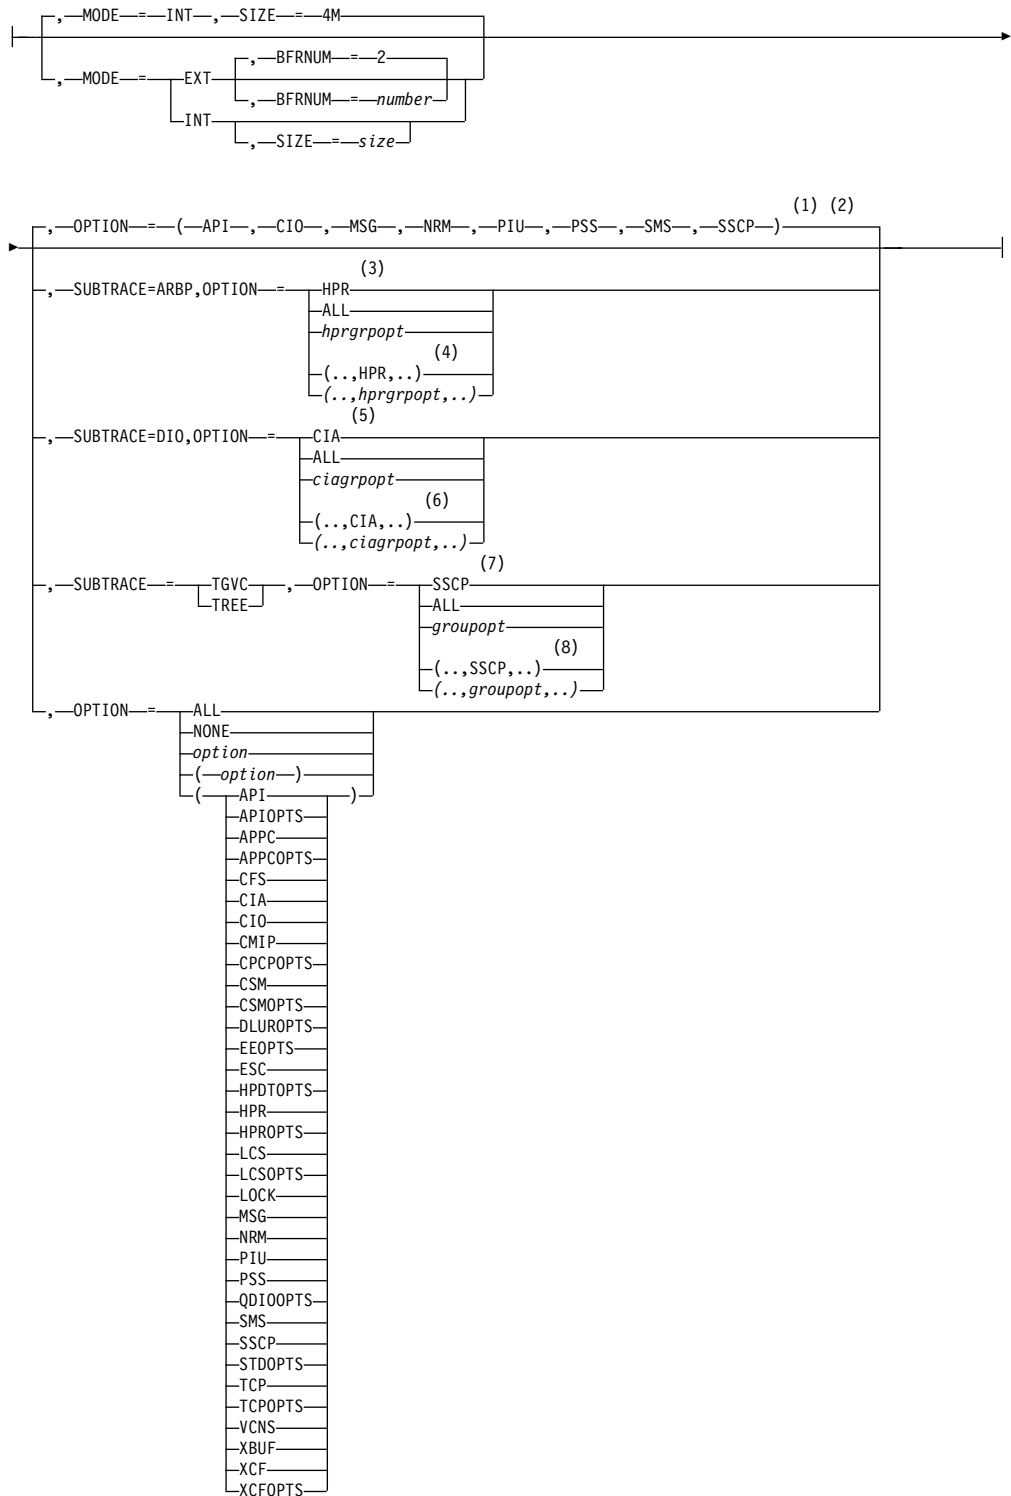 , MODE = INT , SIZE = 4M
, MODE = EXT , BFRNUM = 2
, BFRNUM = number
INT
, SIZE = size
(1) (2)
, OPTION = ( API , CIO , MSG , NRM , PIU , PSS , SMS , SSCP )
(3)
, SUBTRACE=ARBP,OPTION = HPR
ALL
hprgrpopt
(4)
(..,HPR,..)
(..,hprgrpopt,..)
(5)
, SUBTRACE=DIO,OPTION = CIA
ALL
ciagrpopt
(6)
(..,CIA,..)
(..,ciagrpopt,..)
(7)
, SUBTRACE = TGVC , OPTION = SSCP
TREE ALL
groupopt
(8)
(..,SSCP,..)
(..,groupopt,..)
, OPTION = ALL
NONE
option
( option )
( API )
APIOPTS
APPC
APPCOPTS
CFS
CIA
CIO
CMIP
CPCPOPTS
CSM
CSMOPTS
DLUROPTS
EEOPTS
ESC
HPDTOPTS
HPR
HPROPTS
LCS
LCSOPTS
LOCK
MSG
NRM
PIU
PSS
QDIOOPTS
SMS
SSCP
STDOPTS
TCP
TCPOPTS
VCNS
XBUF
XCF
XCFOPTS